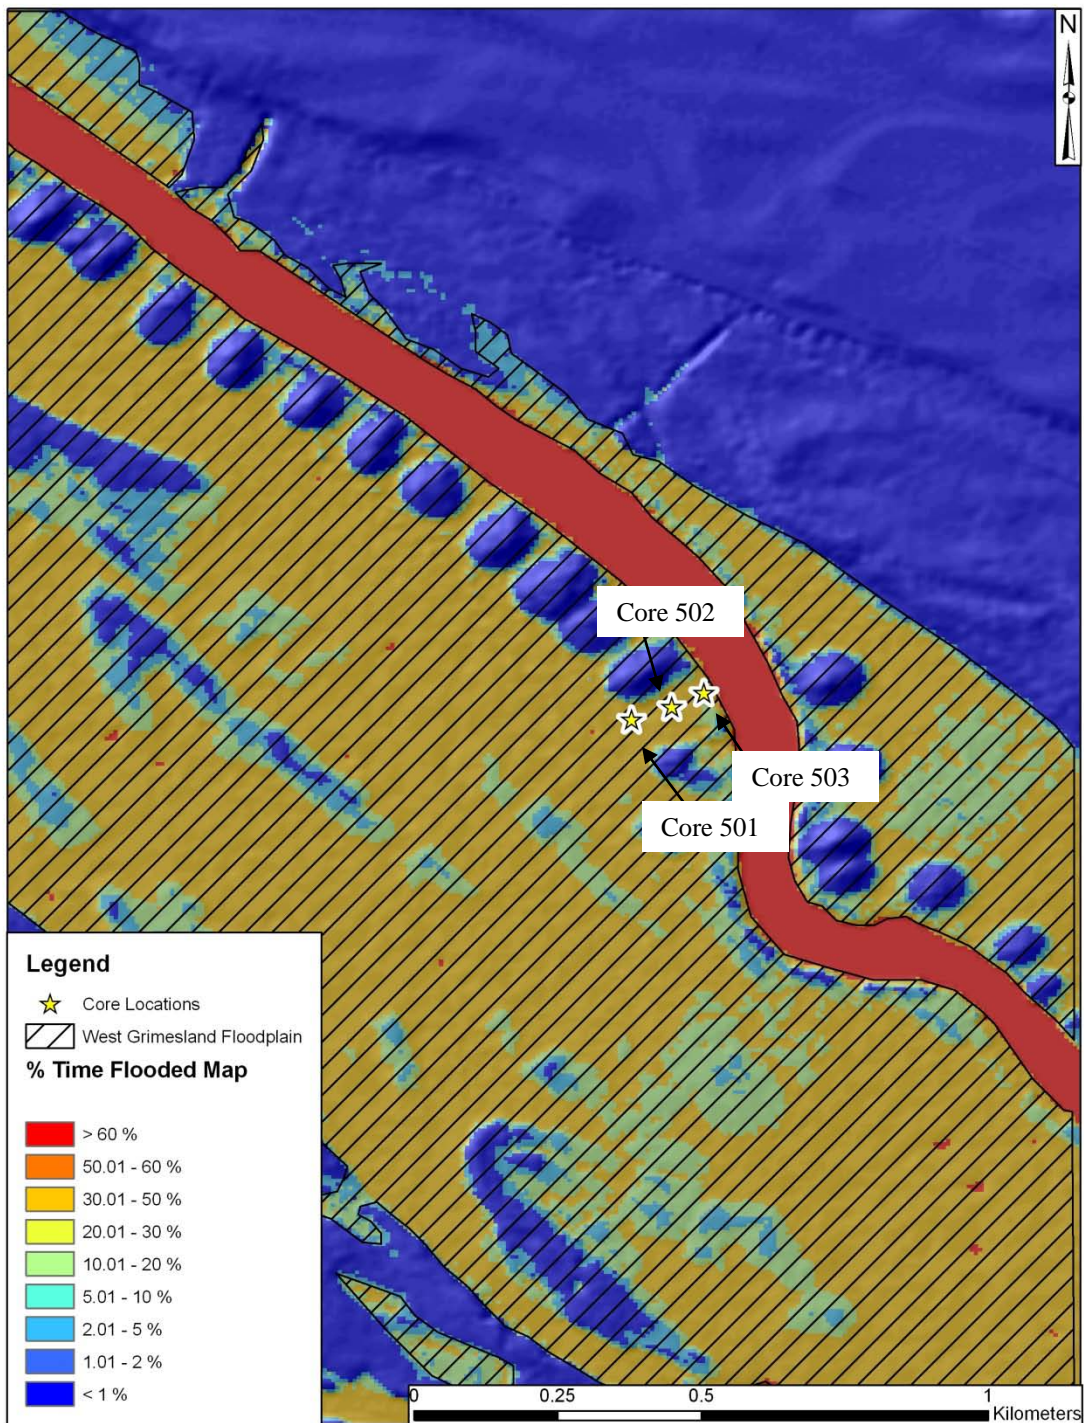 N
Core 502
Core 503
Core 501
Legend
Core Locations
West Grimesland Floodplain
% Time Flooded Map
> 60 %
50.01 - 60 %
30.01 - 50 %
20.01 - 30 %
10.01 - 20 %
5.01 - 10 %
2.01 - 5 %
1.01 - 2 %
< 1 %
0 0.25 0.5 1
Kilometers